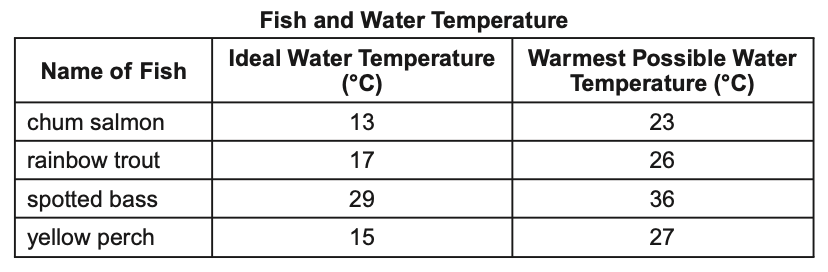 Fish and Water Temperature
Name of Fish
Ideal Water Temperature
(°C)
Warmest Possible Water
Temperature (°C)
chum salmon 13 23
rainbow trout 17 26
spotted bass 29 36
yellow perch 15 27